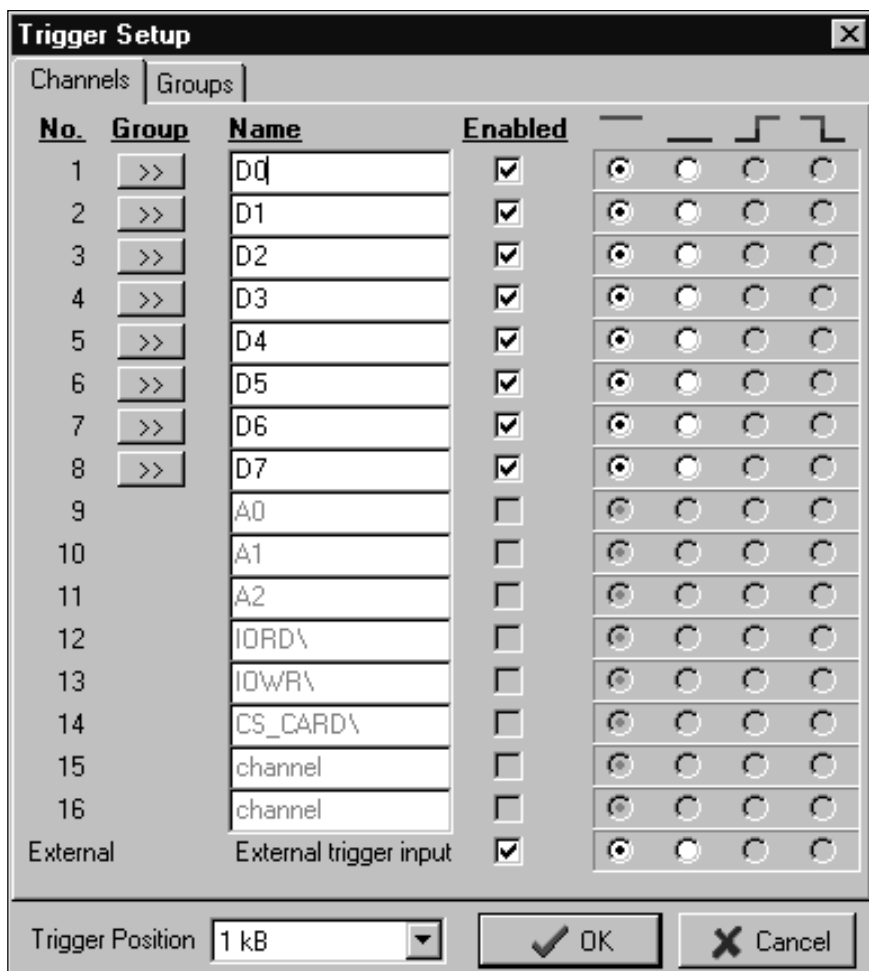 Trigger Setup
Channels Groups
No. Group Name Enabled
1 >> D0
2 >> D1
3 >> D2
4 >> D3
5 >> D4
6 >> D5
7 >> D6
8 >> D7
9 A0
10 A1
11 A2
12 IORD\
13 IOWR\
14 CS_CARD\
15 channel
16 channel
External External trigger input
Trigger Position 1 kB OK Cancel